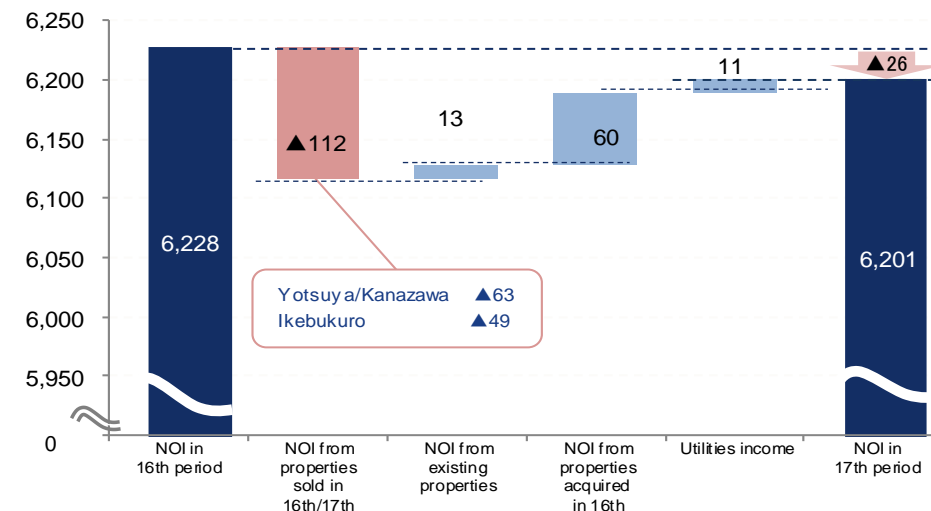 6,250
6,200
6,150
6,100
6,050
6,000
5,950
0
6,228
▲112
13
60
11
▲26
6,201
Yotsuya/Kanazawa ▲63
Ikebukuro ▲49
NOI in
16th period
NOI from
properties
sold in
16th/17th
NOI from
existing
properties
NOI from
properties
acquired
in 16th
Utilities income
NOI in
17th period